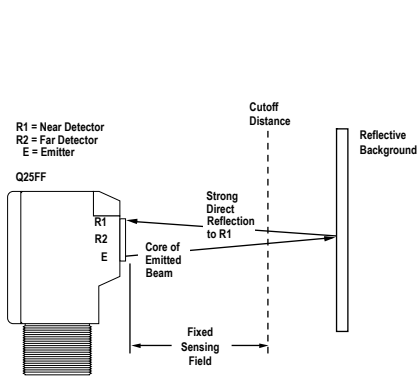 Cutoff
Distance
R1 = Near Detector
R2 = Far Detector
E = Emitter
Reflective
Background
Q25FF
Strong
Direct
Reflection
to R1
R1
R2
E
Core of
Emitted
Beam
Fixed
Sensing
Field